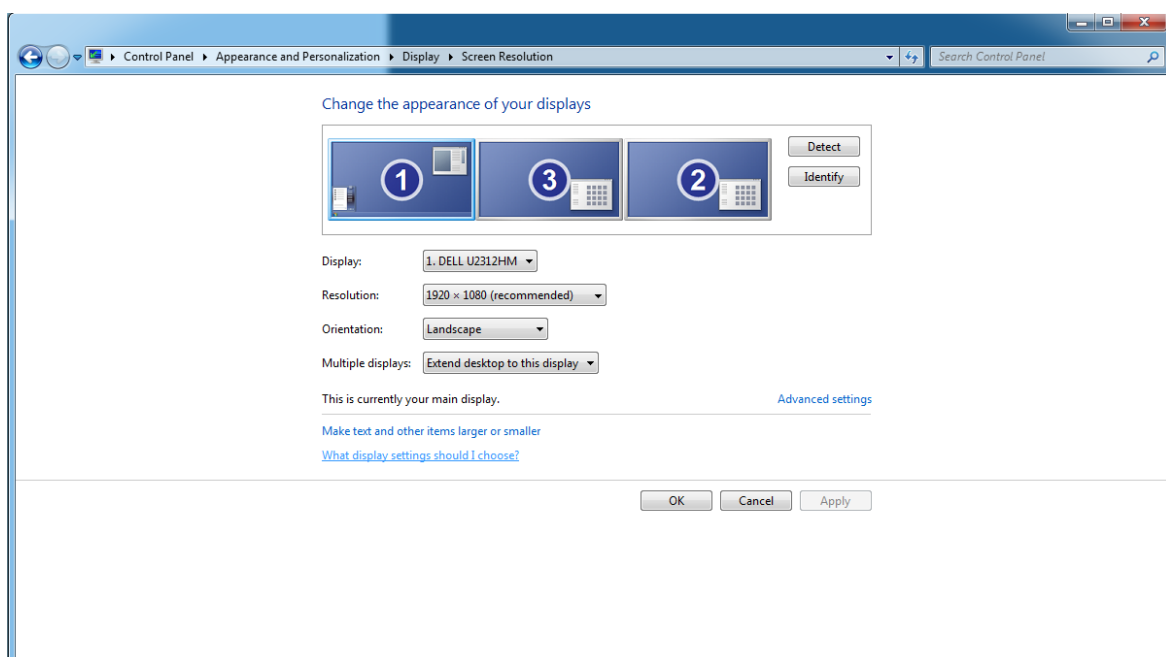 Control Panel Appearance and Personalization Display Screen Resolution
Search Control Panel
Change the appearance of your displays
1 3 2
Detect
Identify
Display: 1. DELL U2312HM
Resolution: 1920 × 1080 (recommended)
Orientation: Landscape
Multiple displays: Extend desktop to this display
This is currently your main display. Advanced settings
Make text and other items larger or smaller
What display settings should I choose?
OK Cancel Apply